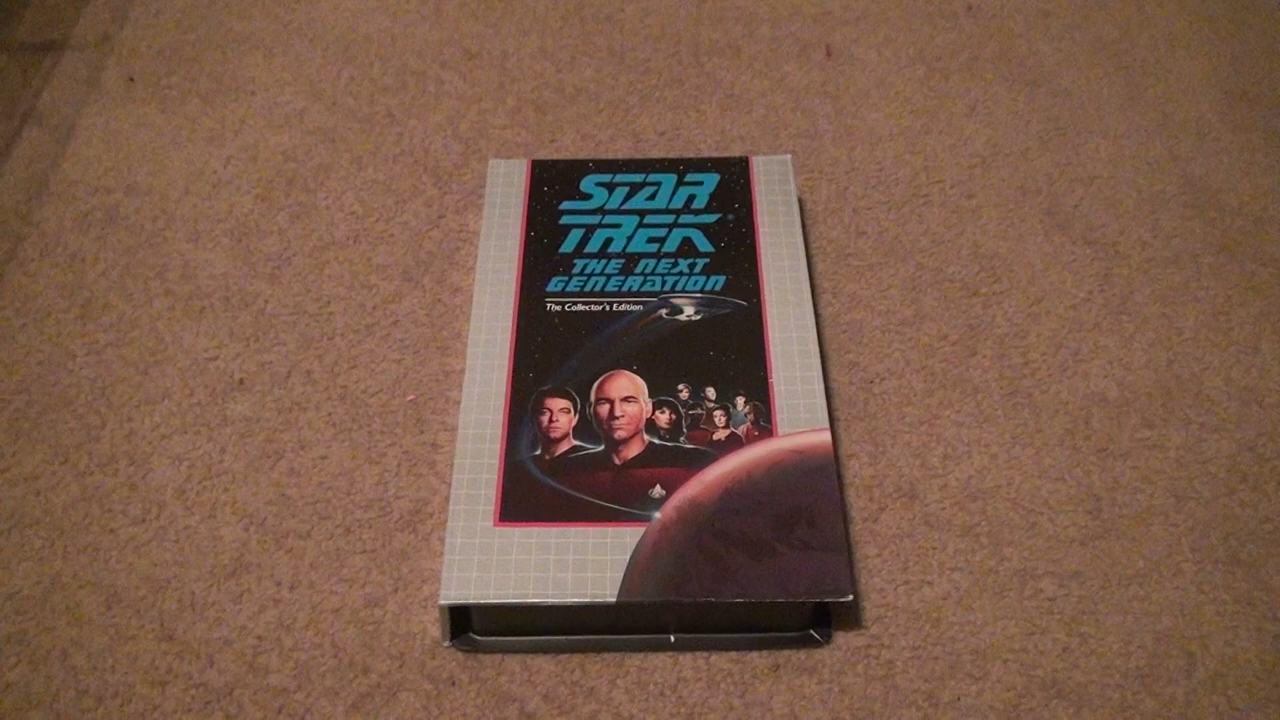 STAR
TREK
THE NEXT
GENERATION
The Collector's Edition